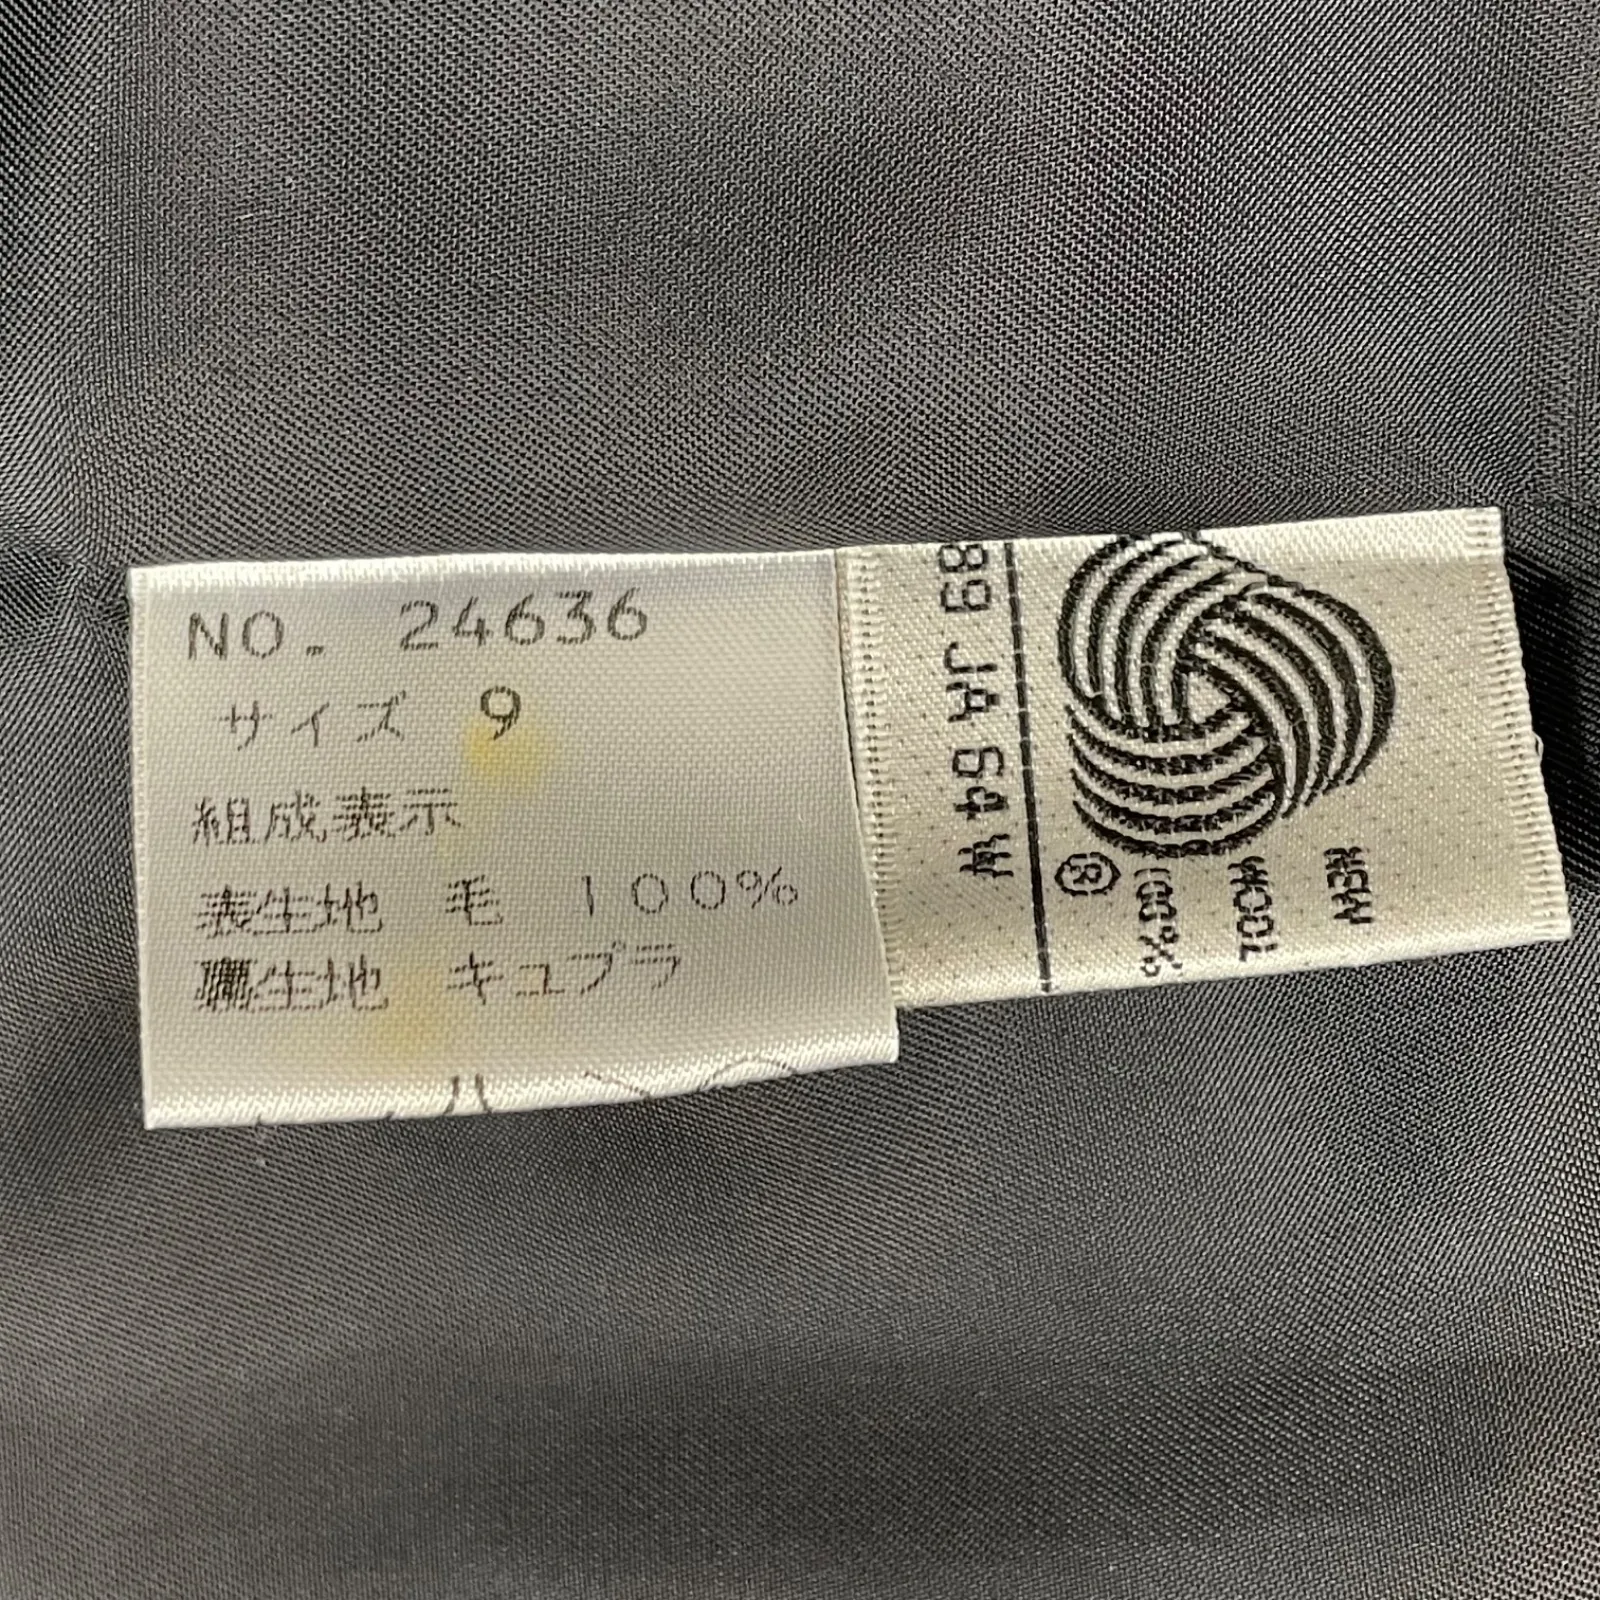 NO. 24636
サイズ 9
組成表示
表生地 毛 100%
裏生地 キュプラ
89 JA 64 W
®
100%
WOOL
NEW